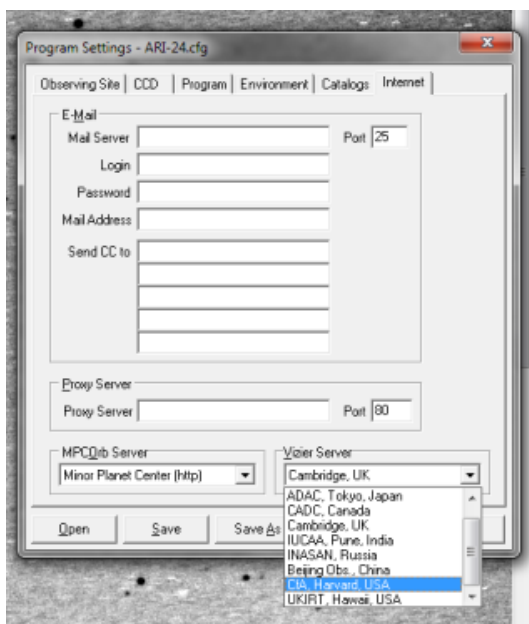 Program Settings - ARI-24.cfg
Observing Site CCD Program Environment Catalogs Internet
E-Mail
Mail Server Port 25
Login
Password
Mail Address
Send CC to
Proxy Server
Proxy Server Port 80
MPCOrb Server Vizier Server
Minor Planet Center (http) Cambridge, UK
ADAC, Tokyo, Japan
CADC, Canada
Cambridge, UK
IUCAA, Pune, India
INASAN, Russia
Beijing Obs., China
CfA, Harvard, USA
UKIRT, Hawaii, USA
Open Save Save As